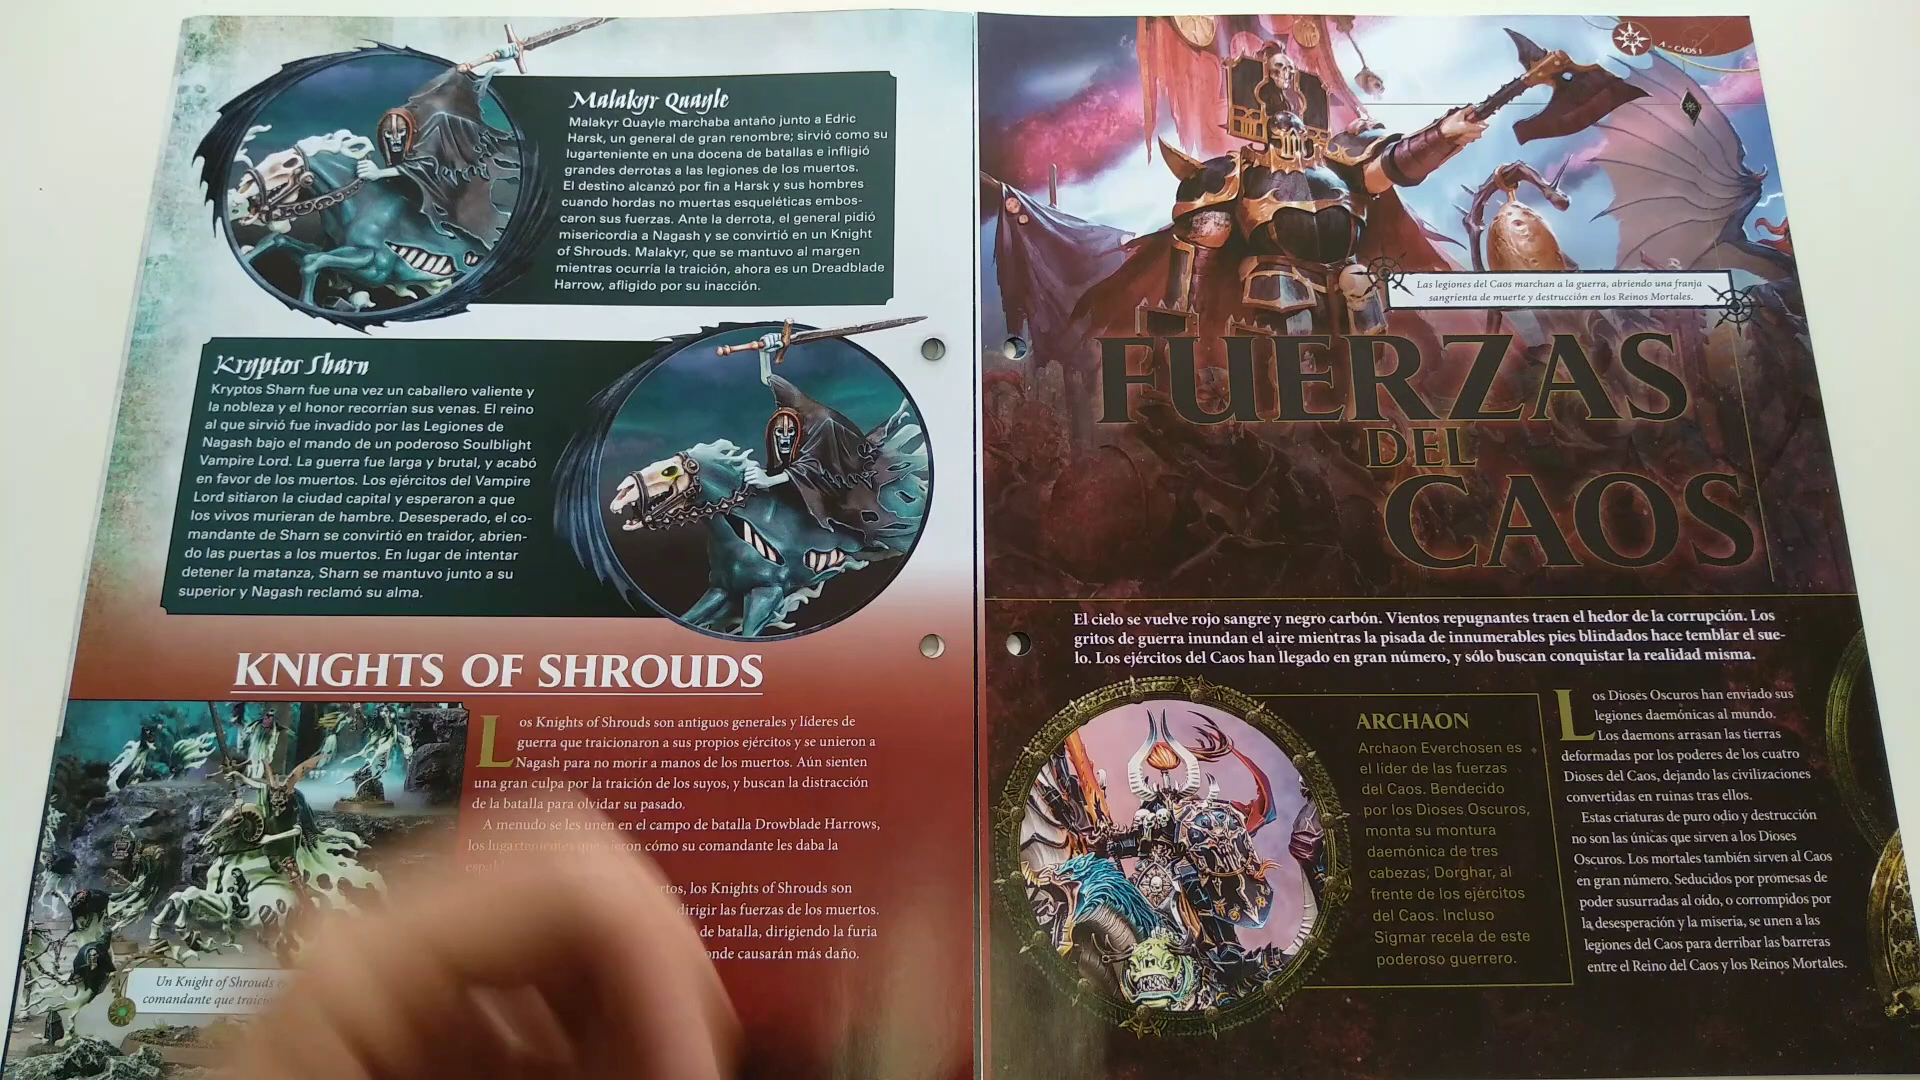 Malakyr Quayle
Malakyr Quayle marchaba antaño junto a Edric
Harsk, un general de gran renombre; sirvió como su
lugarteniente en una docena de batallas e infligió
grandes derrotas a las legiones de los muertos.
El destino alcanzó por fin a Harsk y sus hombres
cuando hordas no muertas esqueléticas embos-
caron sus fuerzas. Ante la derrota, el general pidió
misericordia a Nagash y se convirtió en un Knight
of Shrouds. Malakyr, que se mantuvo al margen
mientras ocurría la traición, ahora es un Dreadblade
Harrow, afligido por su inacción.
Kryptos Sharn
Kryptos Sharn fue una vez un caballero valiente y
la nobleza y el honor recorrian sus venas. El reino
al que sirvió fue invadido por las Legiones de
Nagash bajo el mando de un poderoso Soulblight
Vampire Lord. La guerra fue larga y brutal, y acabó
en favor de los muertos. Los ejércitos del Vampire
Lord sitiaron la ciudad capital y esperaron a que
los vivos murieran de hambre. Desesperado, el co-
mandante de Sharn se convirtió en traidor, abrien-
do las puertas a los muertos. En lugar de intentar
detener la matanza, Sharn se mantuvo junto a su
superior y Nagash reclamó su alma.
KNIGHTS OF SHROUDS
Los Knights of Shrouds son antiguos generales y líderes de
guerra que traicionaron a sus propios ejércitos y se unieron a
Nagash para no morir a manos de los muertos. Aún sienten
una gran culpa por la traición de los suyos, y buscan la distracción
de la batalla para olvidar su pasado.
A menudo se les unen en el campo de batalla Drowblade Harrows,
los lugartenientes que vieron cómo su comandante les daba la
los Knights of Shrouds son
dirigir las fuerzas de los muertos.
de batalla, dirigiendo la furia
causarán más daño.
Un Knight of Shrouds
comandante que
A - CAOS 1
Las legiones del Caos marchan a la guerra, abriendo una franja
sangrienta de muerte y destrucción en los Reinos Mortales.
FUERZAS
DEL
CAOS
El cielo se vuelve rojo sangre y negro carbón. Vientos repugnantes traen el hedor de la corrupción. Los
gritos de guerra inundan el aire mientras la pisada de innumerables pies blindados hace temblar el sue-
lo. Los ejércitos del Caos han llegado en gran número, y sólo buscan conquistar la realidad misma.
ARCHAON
Archaon Everchosen es
el líder de las fuerzas
del Caos. Bendecido
por los Dioses Oscuros,
monta su montura
daemónica de tres
cabezas, Dorghar, al
frente de los ejércitos
del Caos. Incluso
Sigmar recela de este
poderoso guerrero.
Los Dioses Oscuros han enviado sus
legiones daemónicas al mundo.
Los daemons arrasan las tierras
deformadas por los poderes de los cuatro
Dioses del Caos, dejando las civilizaciones
convertidas en ruinas tras ellos.
Estas criaturas de puro odio y destrucción
no son las únicas que sirven a los Dioses
Oscuros. Los mortales también sirven al Caos
en gran número. Seducidos por promesas de
poder susurradas al oído, o corrompidos por
la desesperación y la miseria, se unen a las
legiones del Caos para derribar las barreras
entre el Reino del Caos y los Reinos Mortales.